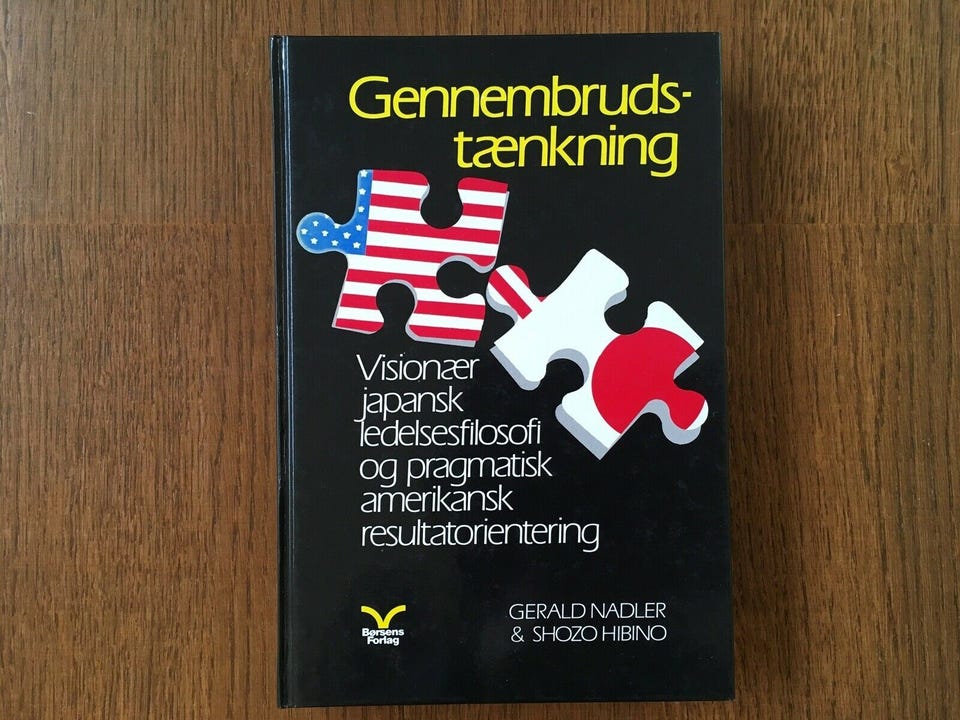 Gennembruds-
tænkning
Visionær
japansk
ledelsesfilosofi
og pragmatisk
amerikansk
resultatorientering
Børsens
Forlag
GERALD NADLER
& SHOZO HIBINO